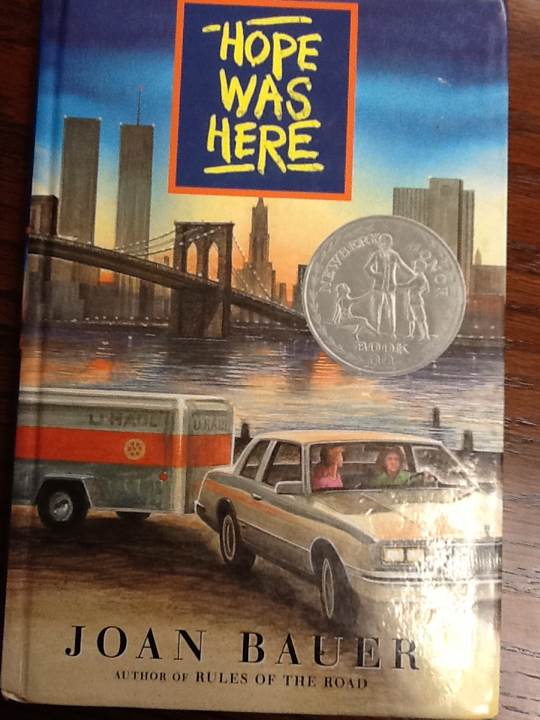 HOPE
WAS
HERE
NEWBERY HONOR
BOOK
U-HAUL
U-HAUL
JOAN BAUER
AUTHOR OF RULES OF THE ROAD